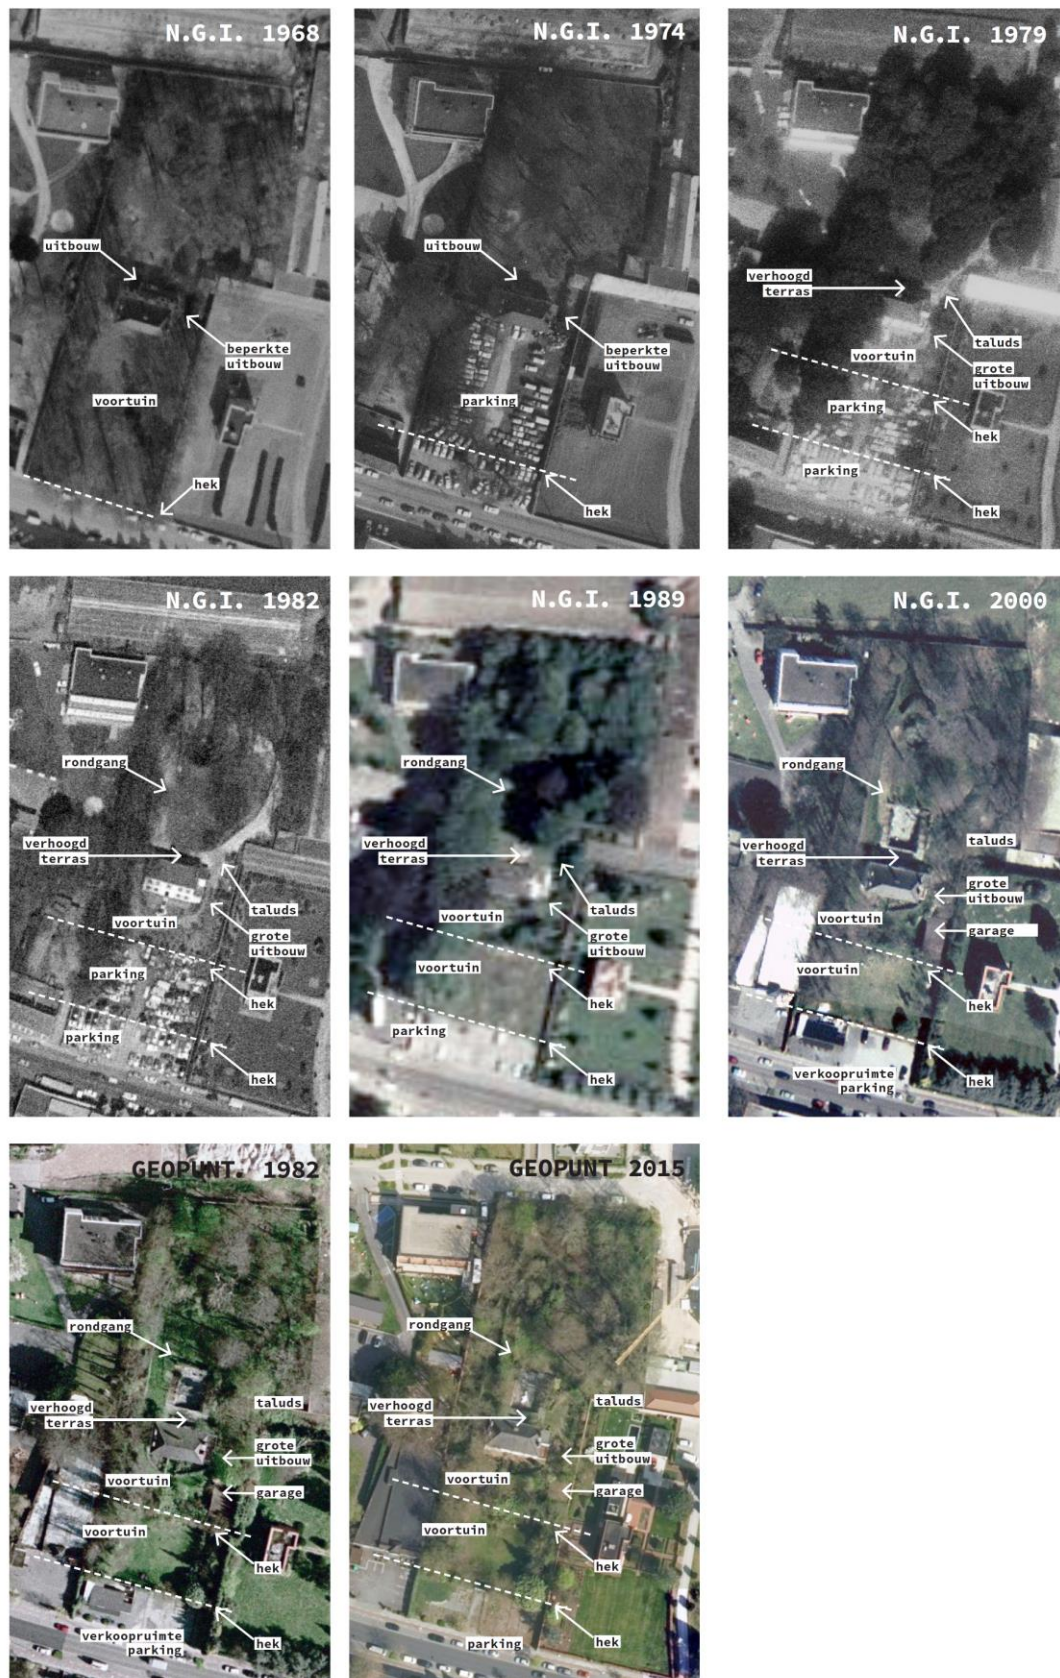 N.G.I. 1968
uitbouw
beperkte
uitbouw
voortuin
hek
N.G.I. 1974
uitbouw
beperkte
uitbouw
parking
hek
N.G.I. 1979
verhoogd
terras
voortuin
taluds
grote
uitbouw
parking
hek
parking
hek
N.G.I. 1982
rondgang
verhoogd
terras
taluds
voortuin
grote
uitbouw
parking
hek
parking
hek
N.G.I. 1989
rondgang
verhoogd
terras
taluds
voortuin
grote
uitbouw
voortuin
hek
parking
hek
N.G.I. 2000
rondgang
taluds
verhoogd
terras
grote
uitbouw
voortuin
garage
voortuin
hek
verkoopruimte
parking
hek
GEOPUNT. 1982
rondgang
taluds
verhoogd
terras
grote
uitbouw
voortuin
garage
voortuin
hek
verkoopruimte
parking
hek
GEOPUNT 2015
rondgang
taluds
verhoogd
terras
grote
uitbouw
voortuin
garage
voortuin
hek
parking
hek